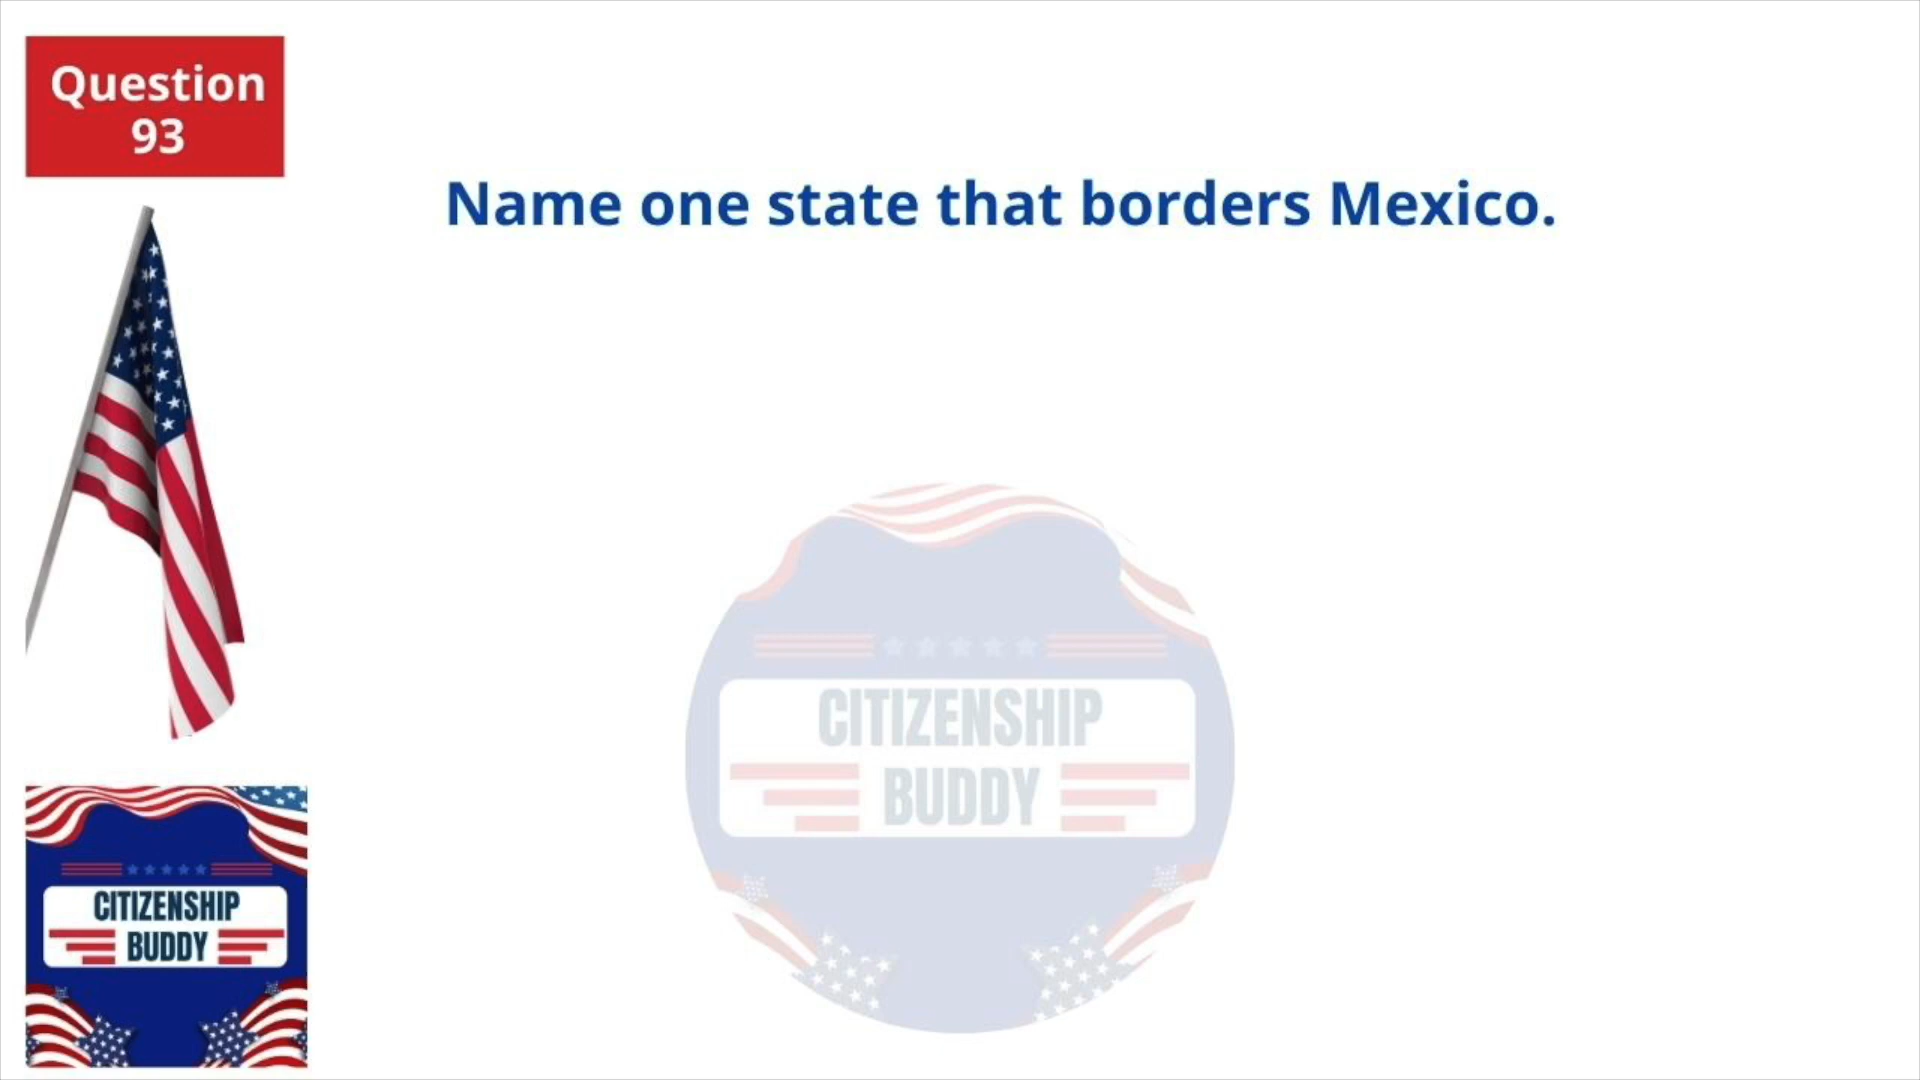 Question
93
Name one state that borders Mexico.
CITIZENSHIP
BUDDY
CITIZENSHIP
BUDDY